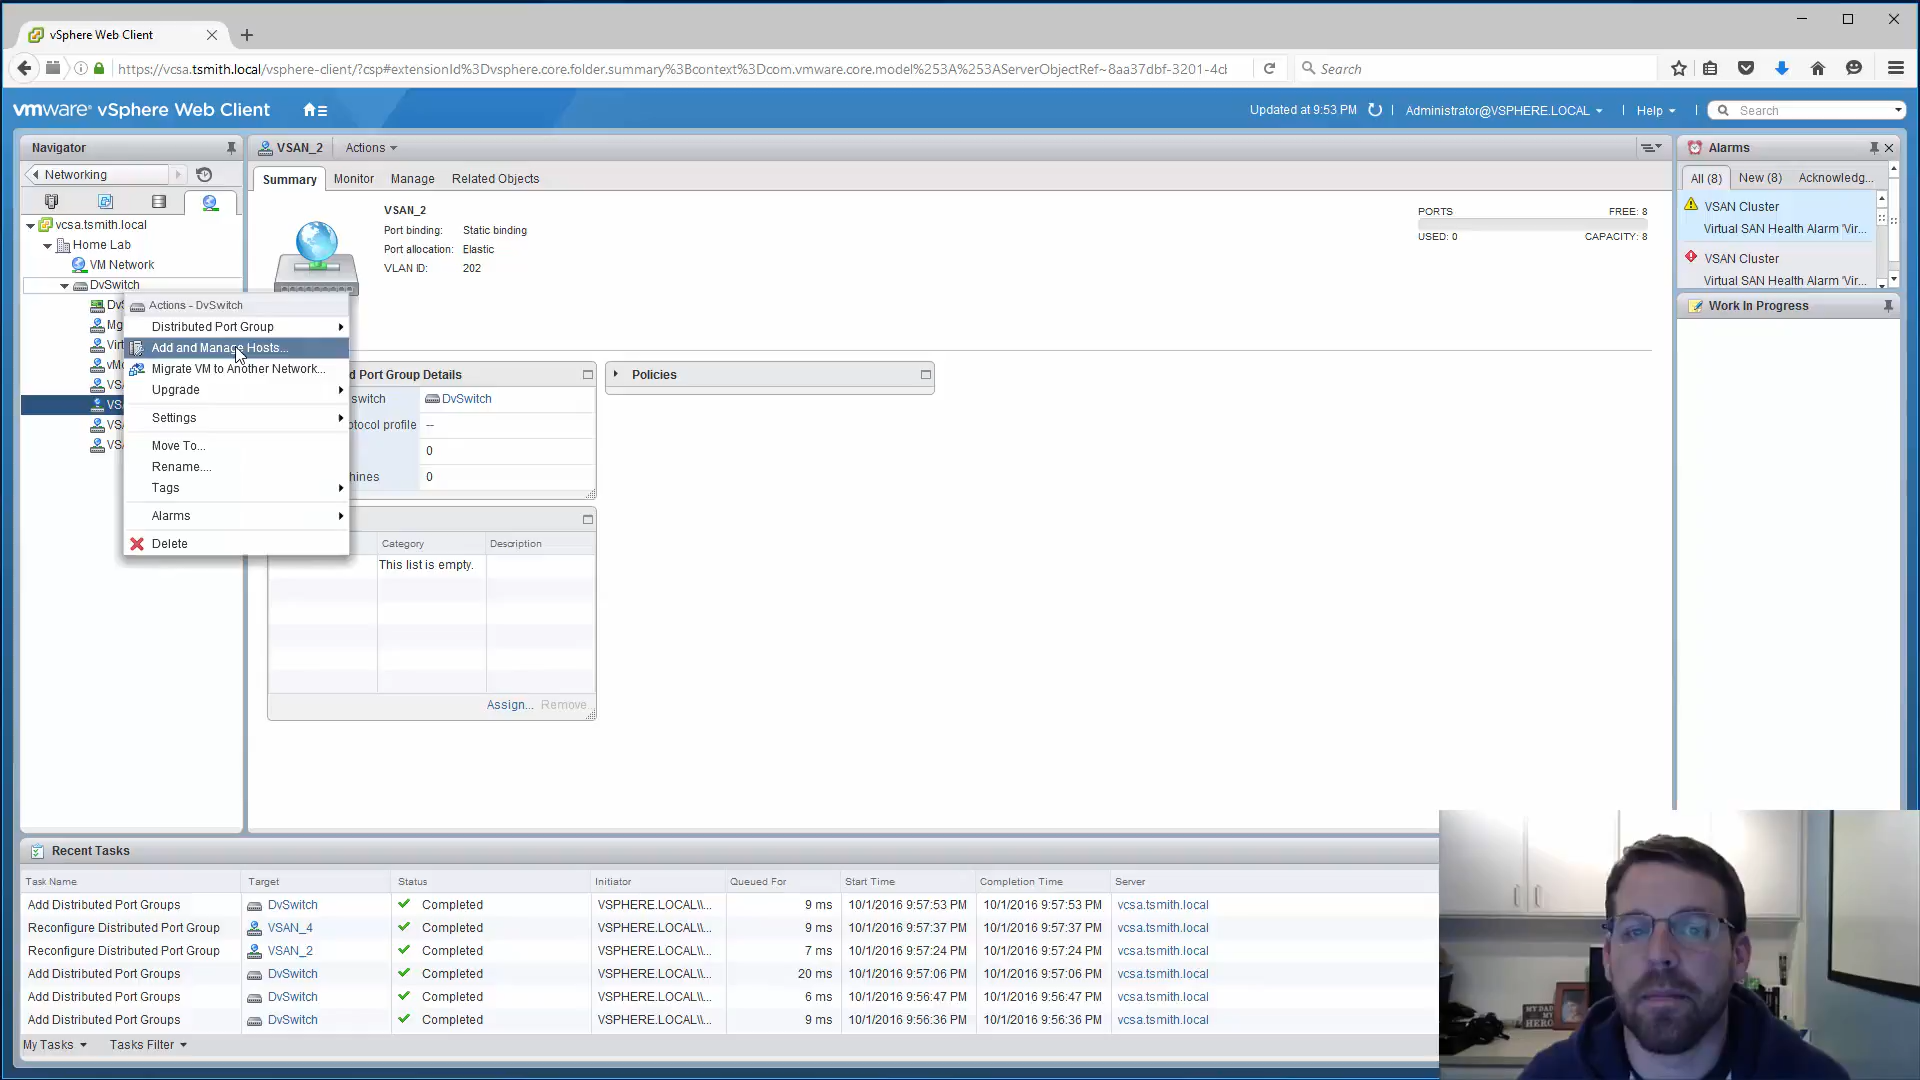 vSphere Web Client
https://vcsa.tsmith.local/vsphere-client/?csp#extensionId%3Dvsphere.core.folder.summary%3Bcontext%3Dcom.vmware.core.model%253A%253AServerObjectRef~8aa37dbf-3201-4cl
Search
vmware® vSphere Web Client
Updated at 9:53 PM
Administrator@VSPHERE.LOCAL
Help
Search
Navigator
Networking
vcsa.tsmith.local
Home Lab
VM Network
DvSwitch
DvS
Mg
Virt
vMo
VS
VS
VS
VS
Actions - DvSwitch
Distributed Port Group
Add and Manage Hosts...
Migrate VM to Another Network...
Upgrade
Settings
Move To...
Rename....
Tags
Alarms
Delete
VSAN_2
Actions
Summary
Monitor
Manage
Related Objects
VSAN_2
Port binding: Static binding
Port allocation: Elastic
VLAN ID: 202
PORTS FREE: 8
USED: 0 CAPACITY: 8
d Port Group Details
switch DvSwitch
otocol profile --
0
hines 0
Policies
Category Description
This list is empty.
Assign... Remove
Alarms
All (8) New (8) Acknowledg...
VSAN Cluster
Virtual SAN Health Alarm 'Vir...
VSAN Cluster
Virtual SAN Health Alarm 'Vir...
Work In Progress
Recent Tasks
Task Name Target Status Initiator Queued For Start Time Completion Time Server
Add Distributed Port Groups DvSwitch Completed VSPHERE.LOCAL\\... 9 ms 10/1/2016 9:57:53 PM 10/1/2016 9:57:53 PM vcsa.tsmith.local
Reconfigure Distributed Port Group VSAN_4 Completed VSPHERE.LOCAL\\... 9 ms 10/1/2016 9:57:37 PM 10/1/2016 9:57:37 PM vcsa.tsmith.local
Reconfigure Distributed Port Group VSAN_2 Completed VSPHERE.LOCAL\\... 7 ms 10/1/2016 9:57:24 PM 10/1/2016 9:57:24 PM vcsa.tsmith.local
Add Distributed Port Groups DvSwitch Completed VSPHERE.LOCAL\\... 20 ms 10/1/2016 9:57:06 PM 10/1/2016 9:57:06 PM vcsa.tsmith.local
Add Distributed Port Groups DvSwitch Completed VSPHERE.LOCAL\\... 6 ms 10/1/2016 9:56:47 PM 10/1/2016 9:56:47 PM vcsa.tsmith.local
Add Distributed Port Groups DvSwitch Completed VSPHERE.LOCAL\\... 9 ms 10/1/2016 9:56:36 PM 10/1/2016 9:56:36 PM vcsa.tsmith.local
My Tasks Tasks Filter
MY DAD
MY
HERO